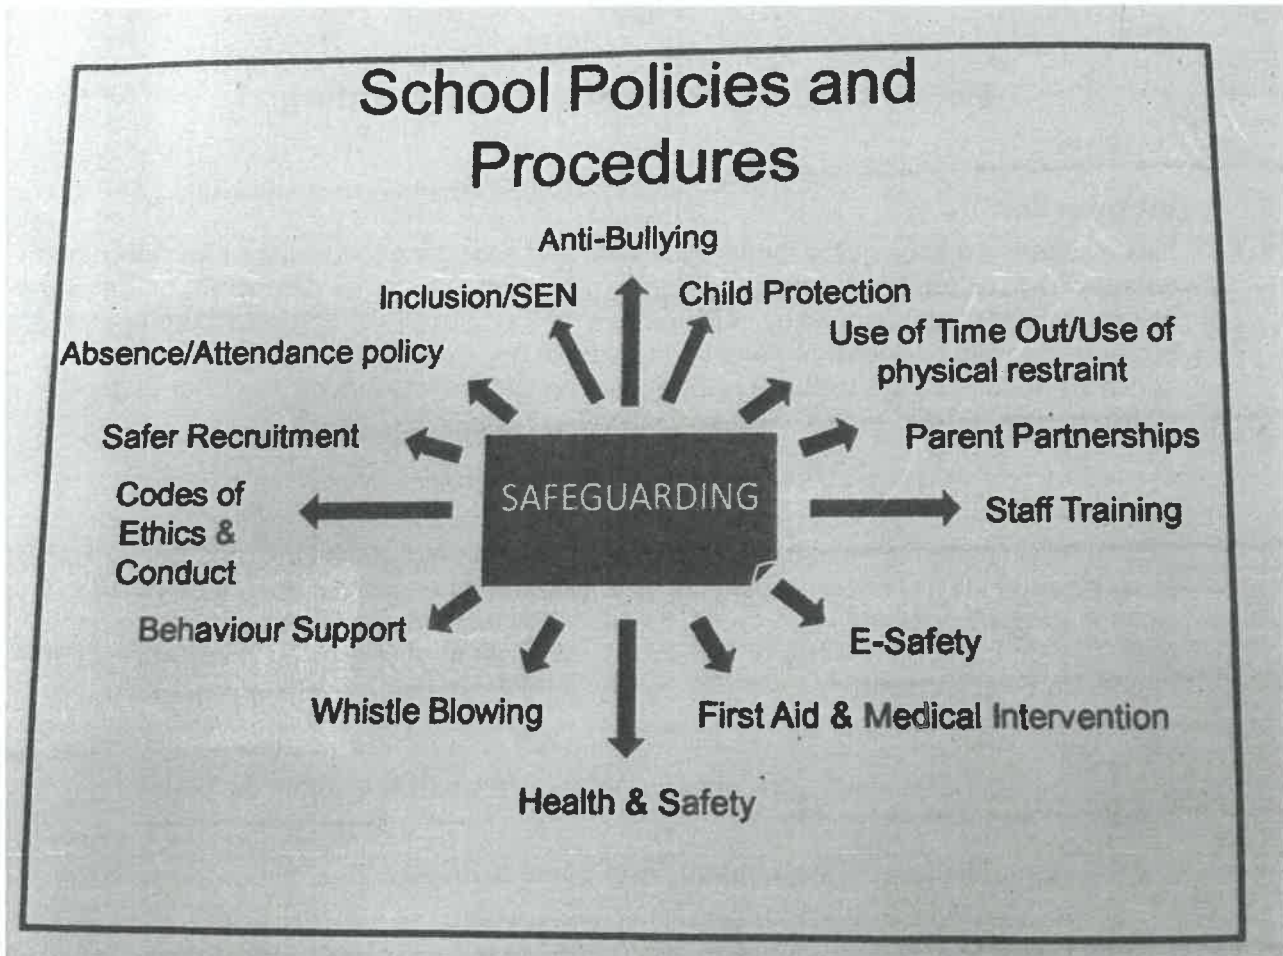 School Policies and
Procedures
Anti-Bullying
Inclusion/SEN
Child Protection
Absence/Attendance policy
Use of Time Out/Use of
physical restraint
Safer Recruitment
Parent Partnerships
Codes of
Ethics &
Conduct
SAFEGUARDING
Staff Training
Behaviour Support
E-Safety
Whistle Blowing
First Aid & Medical Intervention
Health & Safety